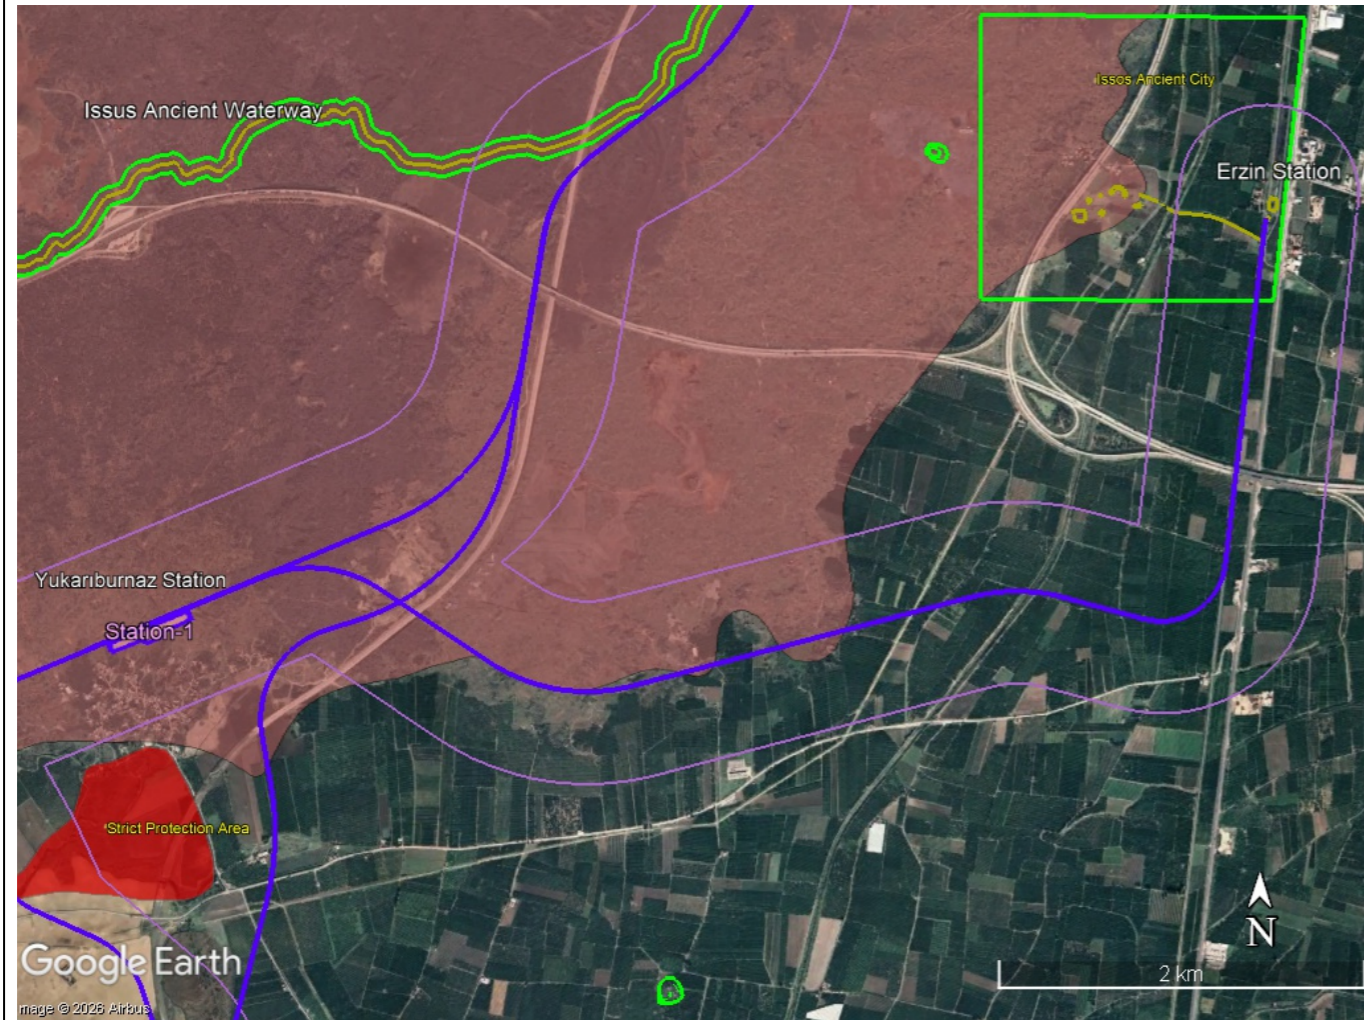 Issos Ancient City
Issus Ancient Waterway
Erzin Station
Yukarıburnaz Station
Station-1
Strict Protection Area
N
Google Earth
2 km
mage © 2026 Airbus